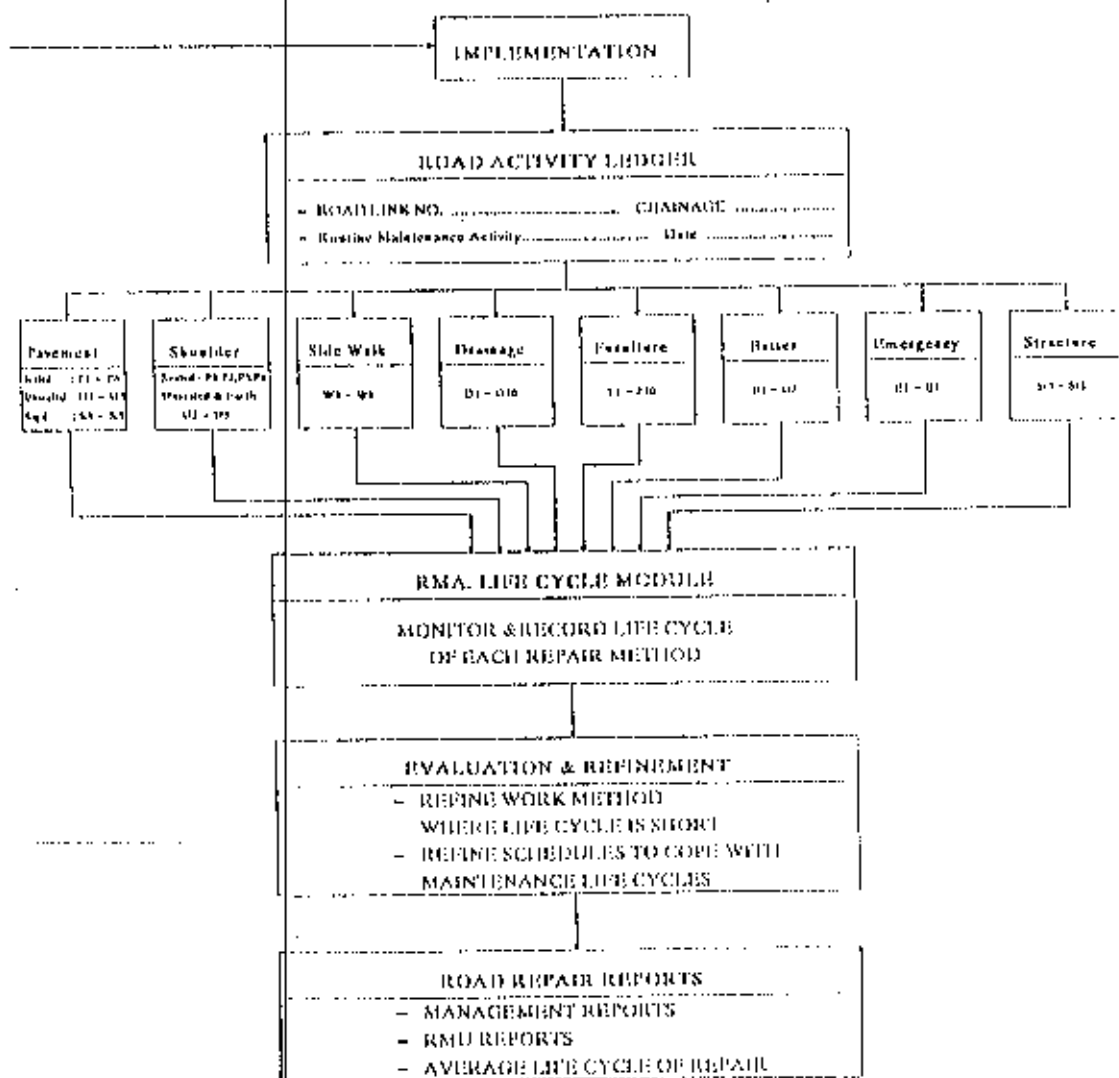 IMPLEMENTATION
ROAD ACTIVITY LEDGER
- ROAD/LINK NO. .................... CHAINAGE ..............
- Routine Maintenance Activity.................... Date ....................
Pavement
Shoulder
Side Walk
Drainage
Furniture
Emergency
Structure
RMA. LIFE CYCLE MODULE
MONITOR & RECORD LIFE CYCLE
OF EACH REPAIR METHOD
EVALUATION & REFINEMENT
- REFINE WORK METHOD
WHERE LIFE CYCLE IS SHORT
- REFINE SCHEDULES TO COPE WITH
MAINTENANCE LIFE CYCLES
ROAD REPAIR REPORTS
- MANAGEMENT REPORTS
- RMU REPORTS
- AVERAGE LIFE CYCLE OF REPAIR